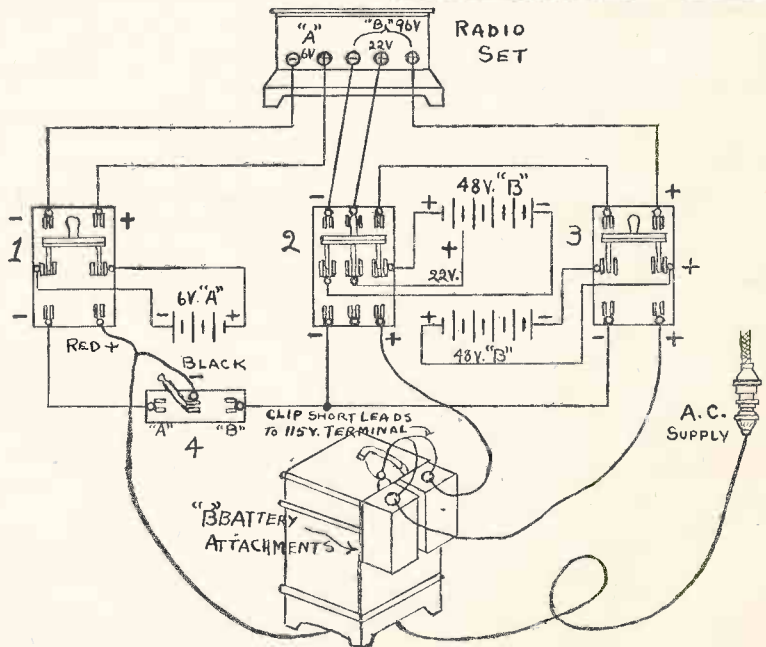 RADIO
SET
"A"
6V
"B" 96V
22V
- + - + +
- +
1
- +
-
2
48V. "B"
+ -
+
22V.
+
3
+
+
- 6V. "A" +
+ 48V. "B" -
- +
- +
RED +
BLACK
-
"A" "B"
4
CLIP SHORT LEADS
TO 115V. TERMINAL
A.C.
SUPPLY
"B" BATTERY
ATTACHMENTS